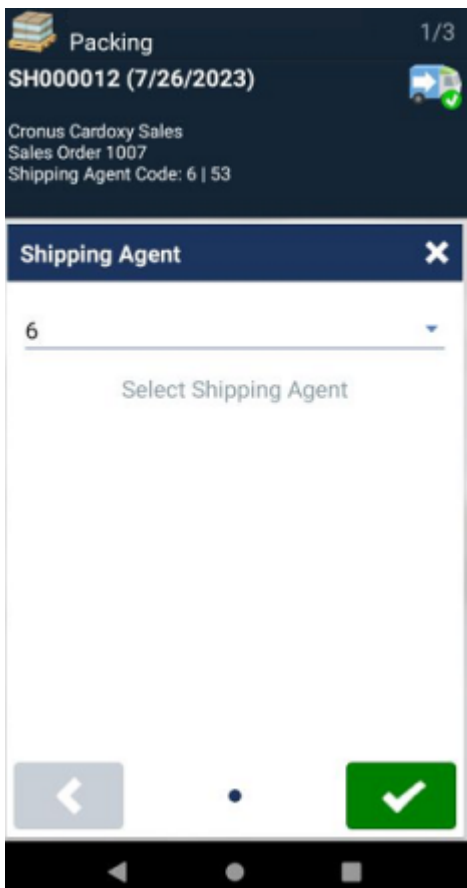 Packing
1/3
SH000012 (7/26/2023)
Cronus Cardoxy Sales
Sales Order 1007
Shipping Agent Code: 6 | 53
Shipping Agent
6
Select Shipping Agent